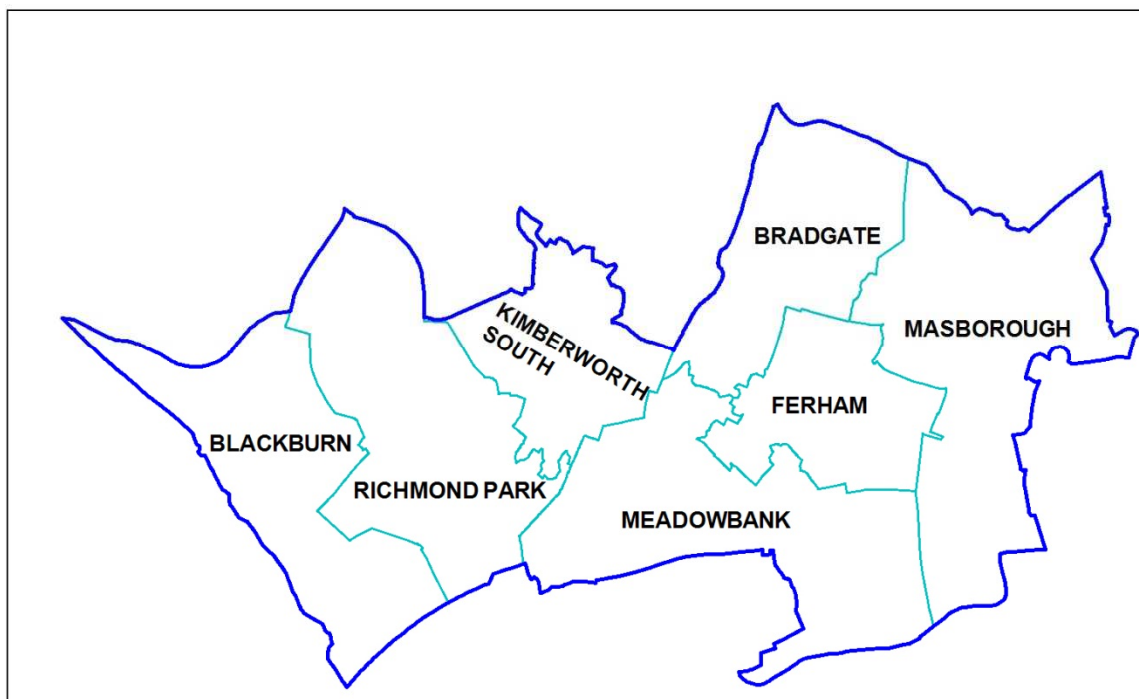 BRADGATE
KIMBERWORTH
SOUTH
MASBOROUGH
FERHAM
BLACKBURN
RICHMOND PARK
MEADOWBANK